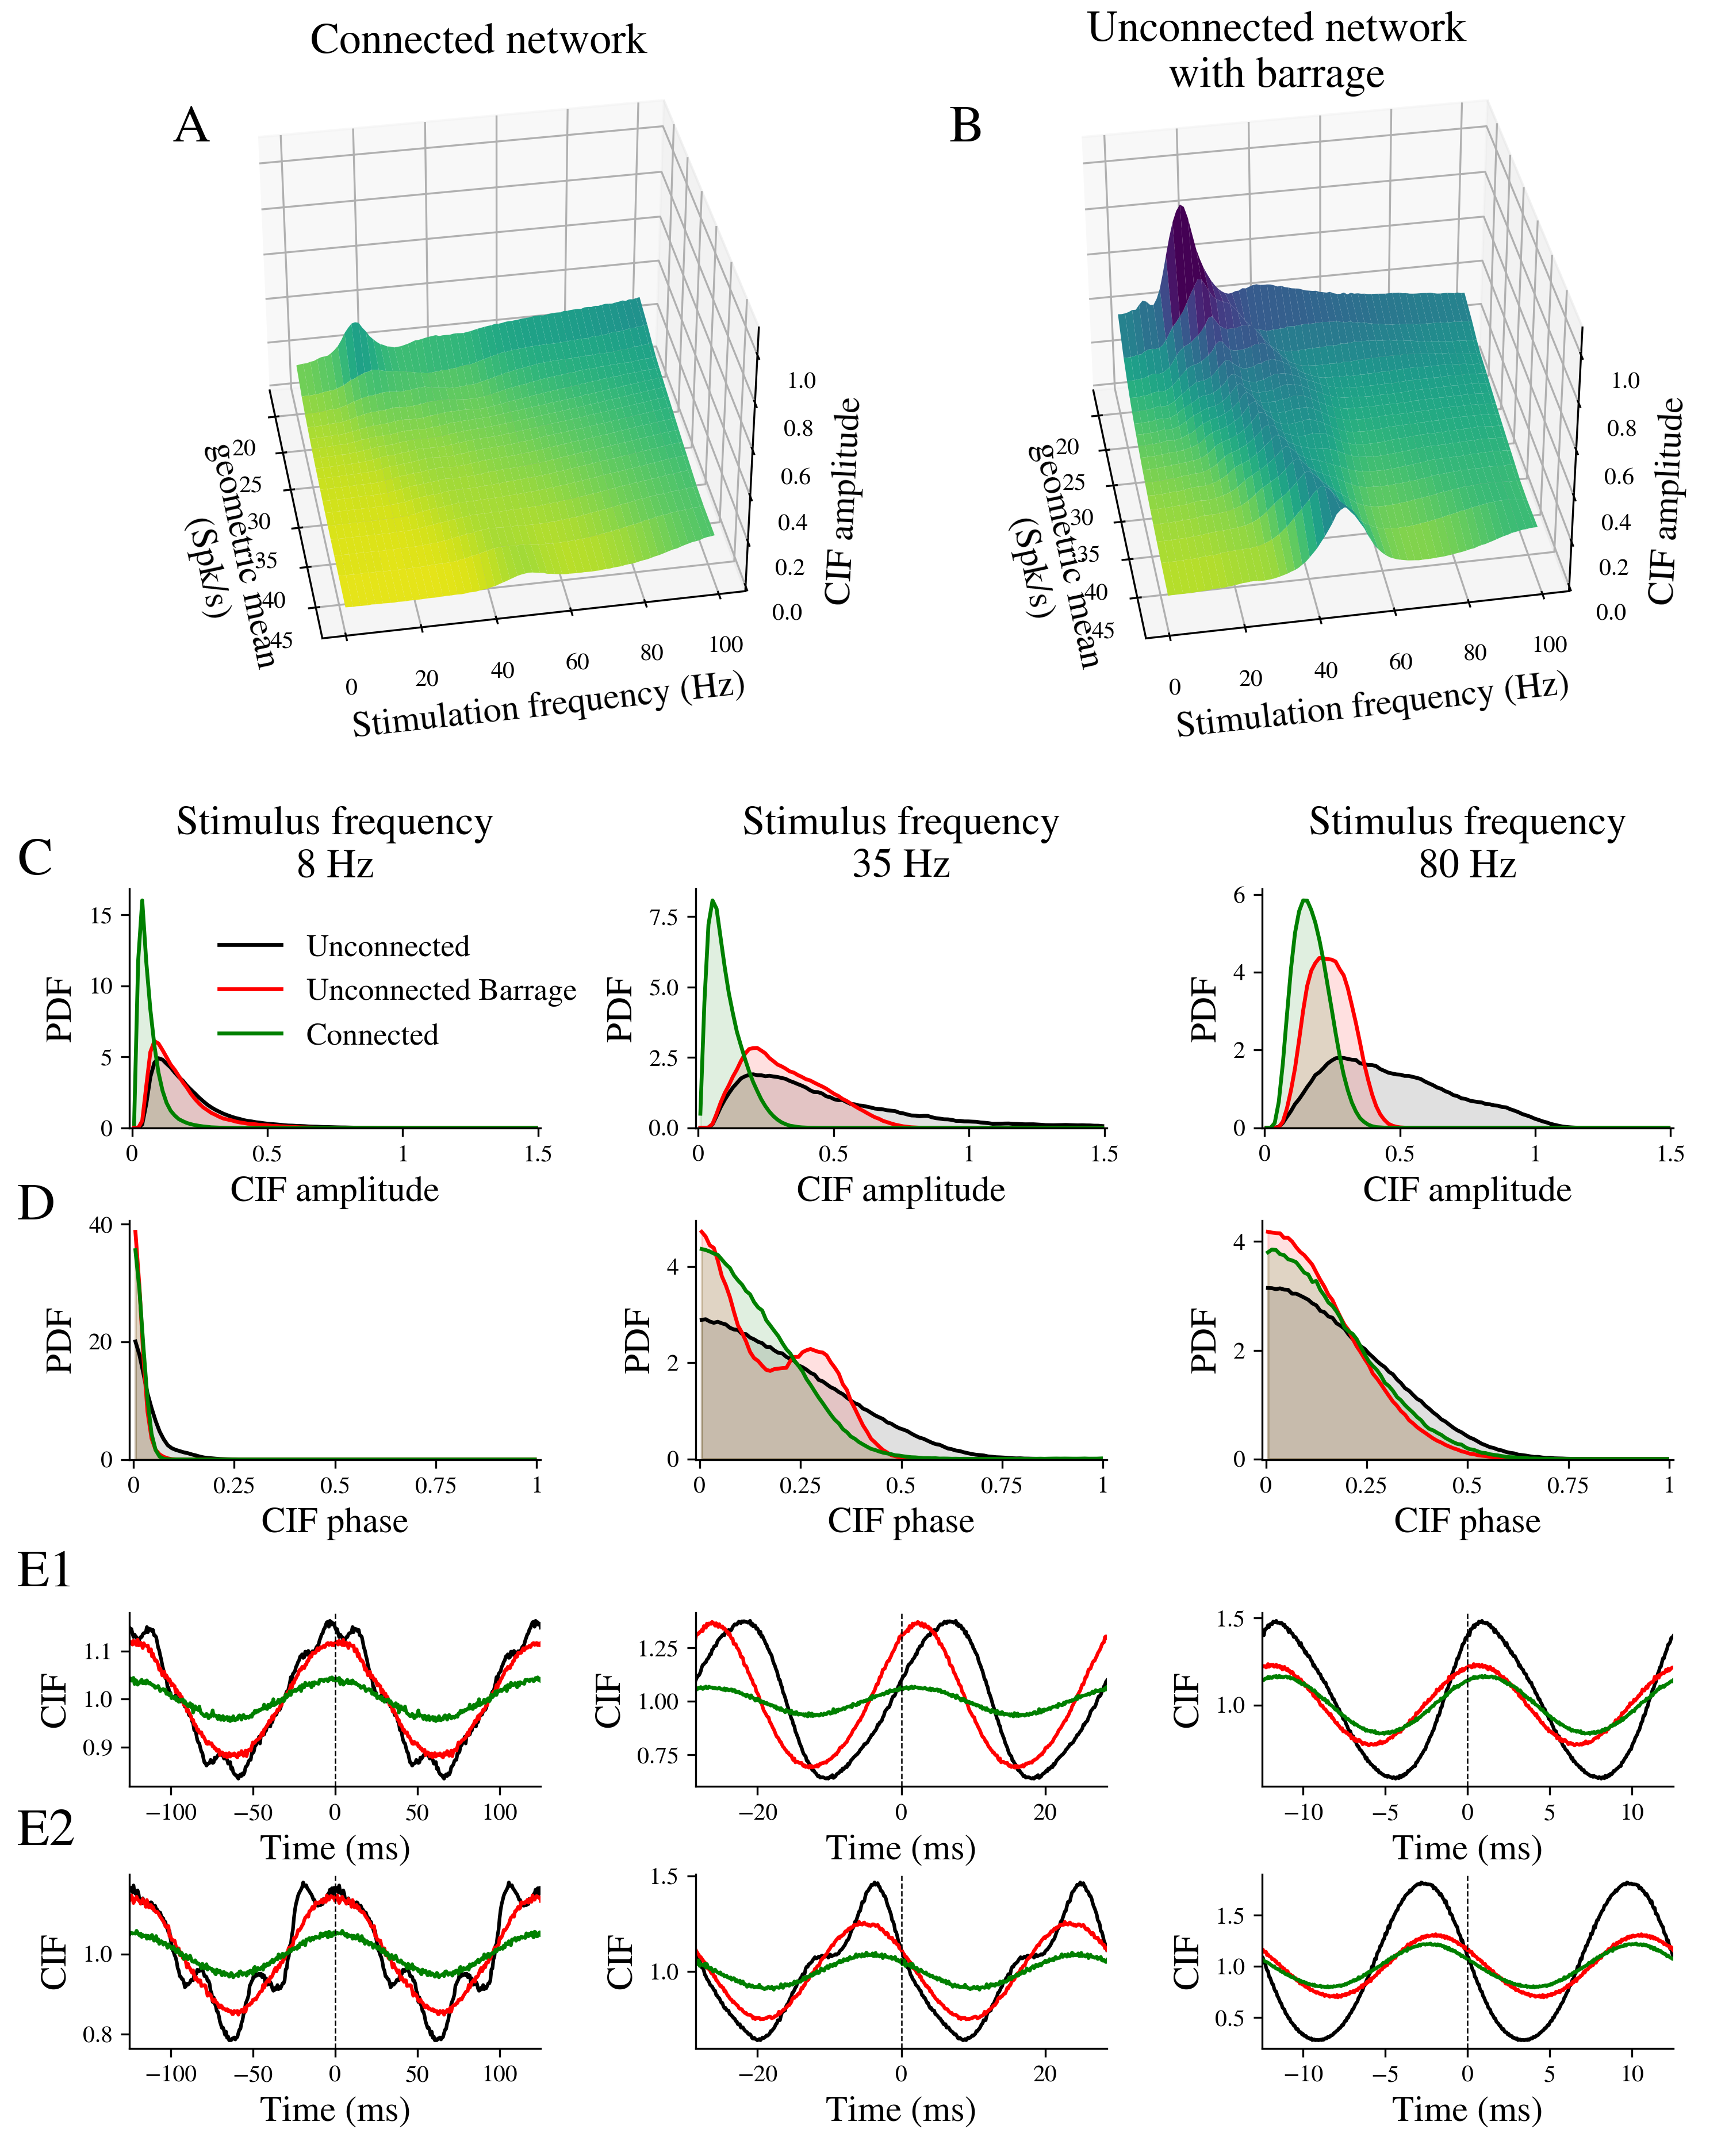 Connected network
Unconnected network
with barrage
A
B
20
25
30
35
40
45
geometric mean
(Spk/s)
0
20
40
60
80
100
Stimulation frequency (Hz)
0.0
0.2
0.4
0.6
0.8
1.0
CIF amplitude
20
25
30
35
40
45
geometric mean
(Spk/s)
0
20
40
60
80
100
Stimulation frequency (Hz)
0.0
0.2
0.4
0.6
0.8
1.0
CIF amplitude
C
Stimulus frequency
8 Hz
Stimulus frequency
35 Hz
Stimulus frequency
80 Hz
15
10
5
0
PDF
Unconnected
Unconnected Barrage
Connected
0 0.5 1 1.5
CIF amplitude
7.5
5.0
2.5
0.0
PDF
0 0.5 1 1.5
CIF amplitude
6
4
2
0
PDF
0 0.5 1 1.5
CIF amplitude
D
40
20
0
PDF
0 0.25 0.5 0.75 1
CIF phase
4
2
0
PDF
0 0.25 0.5 0.75 1
CIF phase
4
2
0
PDF
0 0.25 0.5 0.75 1
CIF phase
E1
1.1
1.0
0.9
CIF
−100 −50 0 50 100
Time (ms)
1.25
1.00
0.75
CIF
−20 0 20
Time (ms)
1.5
1.0
CIF
−10 −5 0 5 10
Time (ms)
E2
1.0
0.8
CIF
−100 −50 0 50 100
Time (ms)
1.5
1.0
CIF
−20 0 20
Time (ms)
1.5
1.0
0.5
CIF
−10 −5 0 5 10
Time (ms)